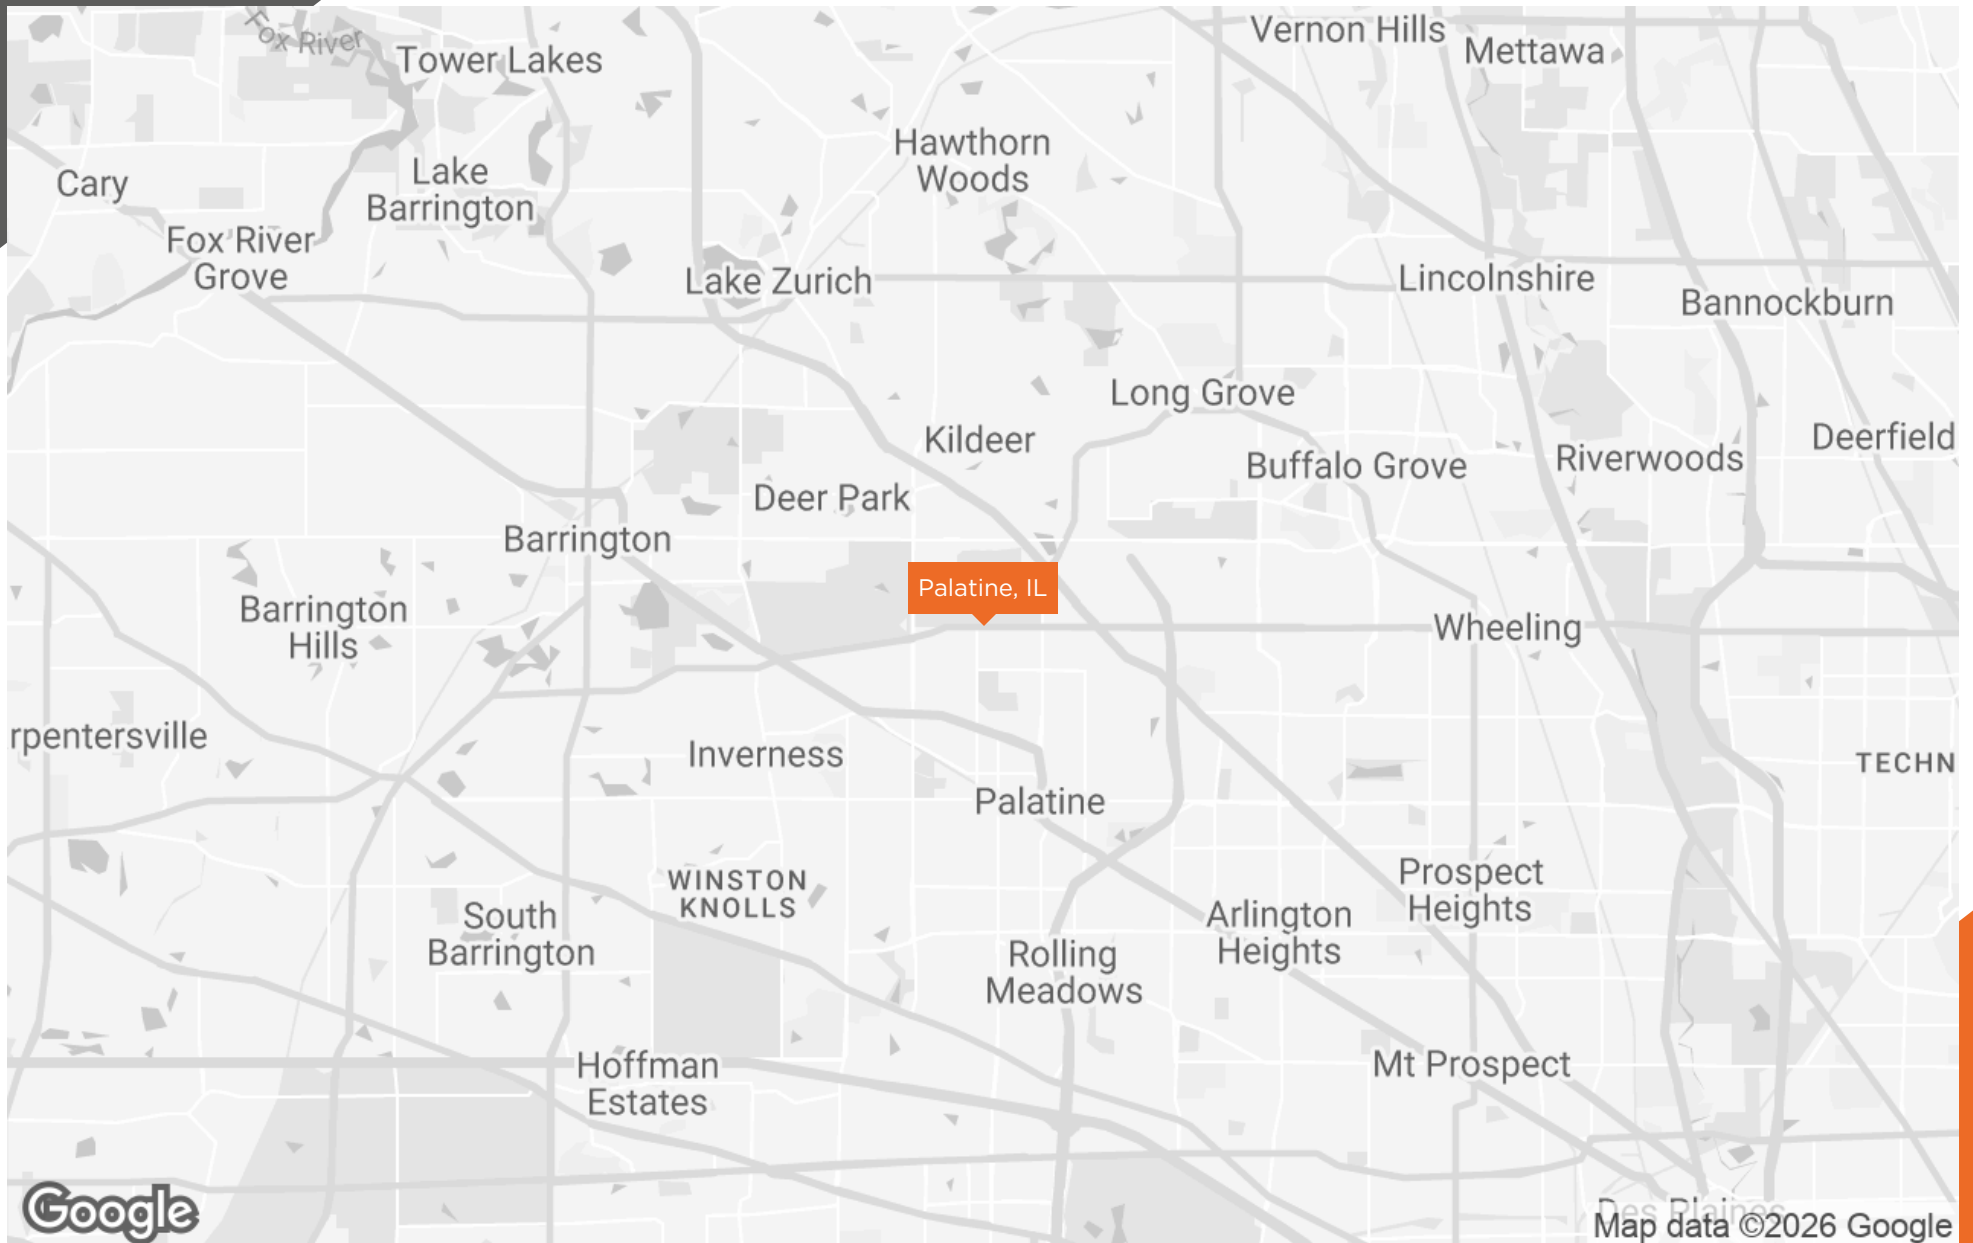 Fox River
Tower Lakes
Vernon Hills
Mettawa
Hawthorn
Woods
Cary
Lake
Barrington
Fox River
Grove
Lake Zurich
Lincolnshire
Bannockburn
Long Grove
Kildeer
Deerfield
Buffalo Grove
Riverwoods
Deer Park
Barrington
Palatine, IL
Barrington
Hills
Wheeling
rpentersville
Inverness
TECHN
Palatine
WINSTON
KNOLLS
Prospect
Heights
South
Barrington
Arlington
Heights
Rolling
Meadows
Hoffman
Estates
Mt Prospect
Des Plaines
Google
Map data ©2026 Google